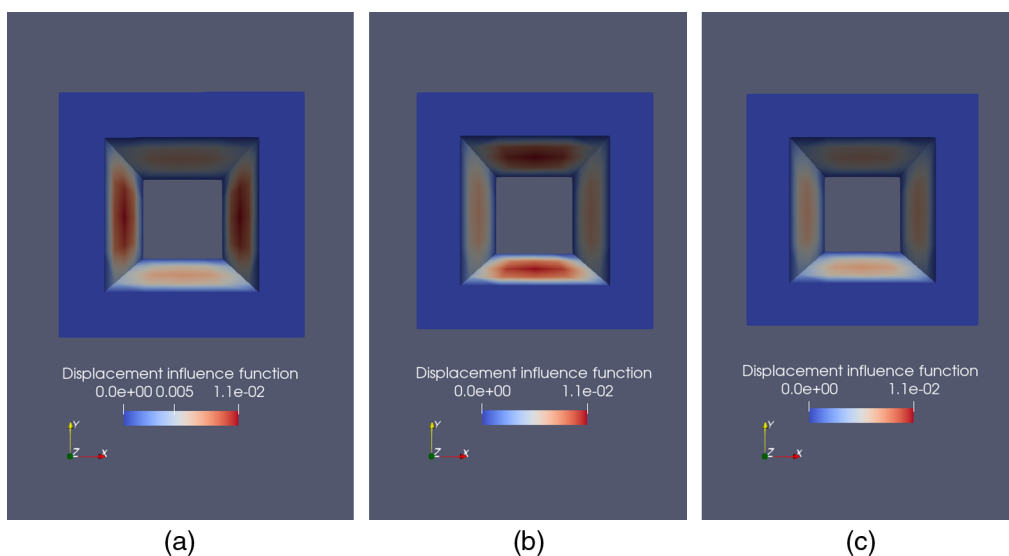 Displacement influence function
0.0e+00 0.005 1.1e-02
Y
Z X
(a)
Displacement influence function
0.0e+00 1.1e-02
Y
Z X
(b)
Displacement influence function
0.0e+00 1.1e-02
Y
Z X
(c)